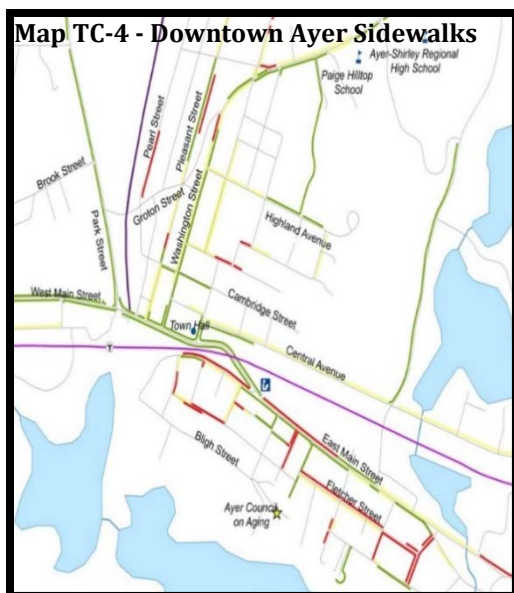 Map TC-4 - Downtown Ayer Sidewalks
Ayer-Shirley Regional
High School
Paige Hilltop
School
Pearl Street
Pleasant Street
Brook Street
Groton Street
Washington Street
Highland Avenue
Park Street
West Main Street
Cambridge Street
Town Hall
Central Avenue
T
East Main Street
Bligh Street
Fletcher Street
Ayer Council
on Aging